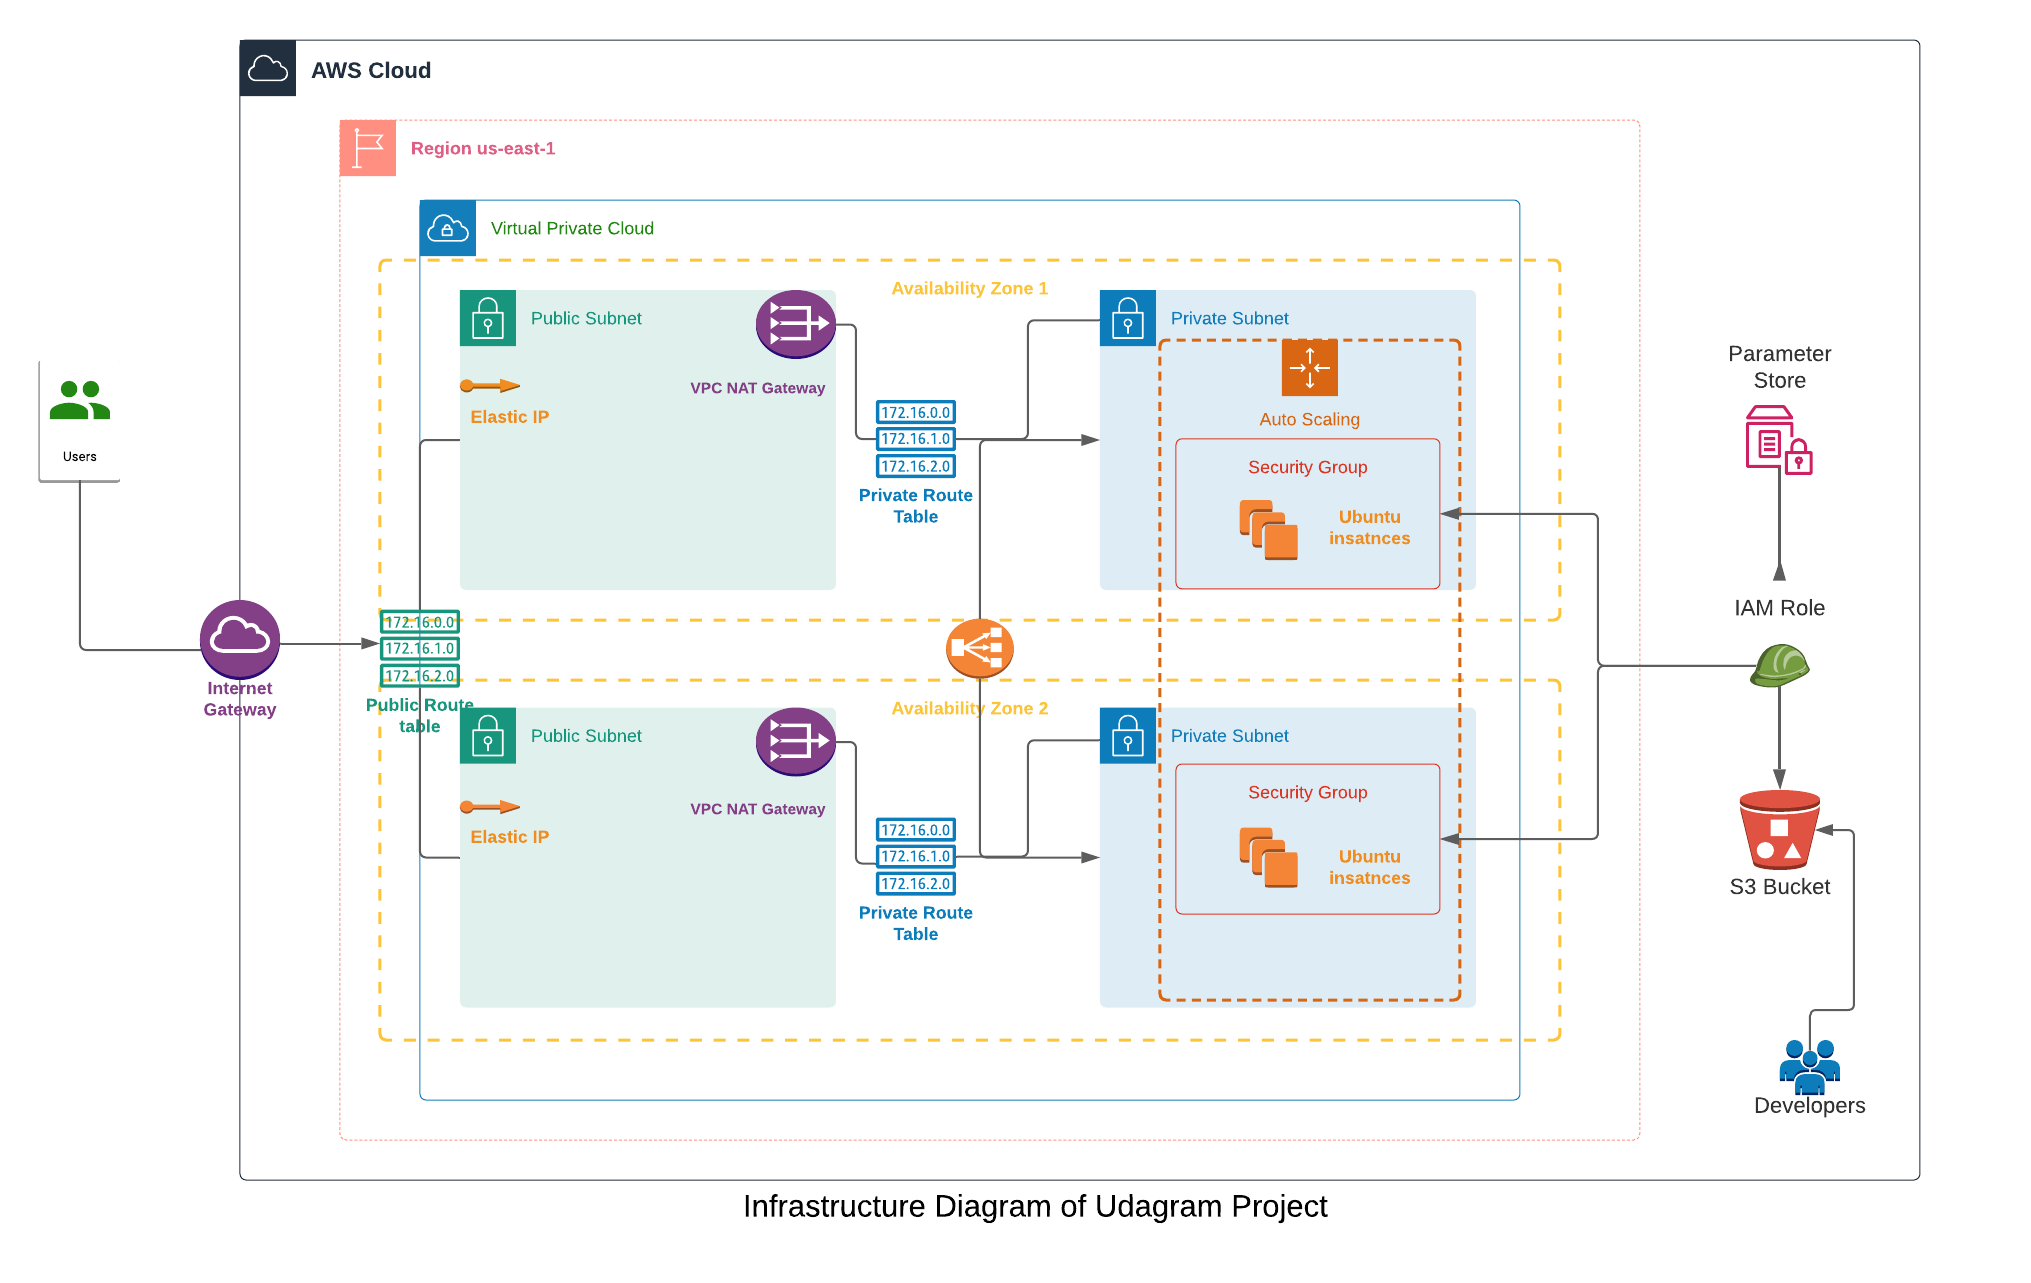 AWS Cloud
Region us-east-1
Virtual Private Cloud
Availability Zone 1
Public Subnet
VPC NAT Gateway
Elastic IP
172.16.0.0
172.16.1.0
172.16.2.0
Private Route
Table
Private Subnet
Auto Scaling
Security Group
Ubuntu
insatnces
Users
Internet
Gateway
172.16.0.0
172.16.1.0
172.16.2.0
Public Route
table
Availability Zone 2
Public Subnet
VPC NAT Gateway
Elastic IP
172.16.0.0
172.16.1.0
172.16.2.0
Private Route
Table
Private Subnet
Security Group
Ubuntu
insatnces
Parameter
Store
IAM Role
S3 Bucket
Developers
Infrastructure Diagram of Udagram Project